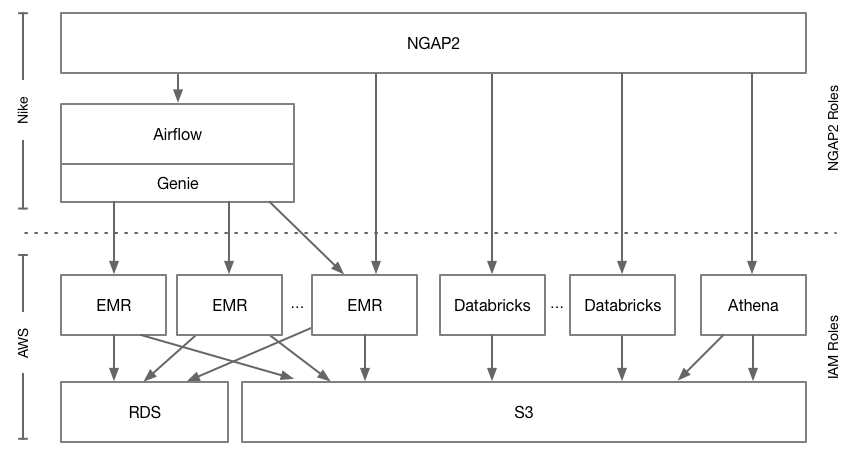 NGAP2
Nike
NGAP2 Roles
Airflow
Genie
EMR
EMR
...
EMR
Databricks
...
Databricks
Athena
AWS
IAM Roles
RDS
S3